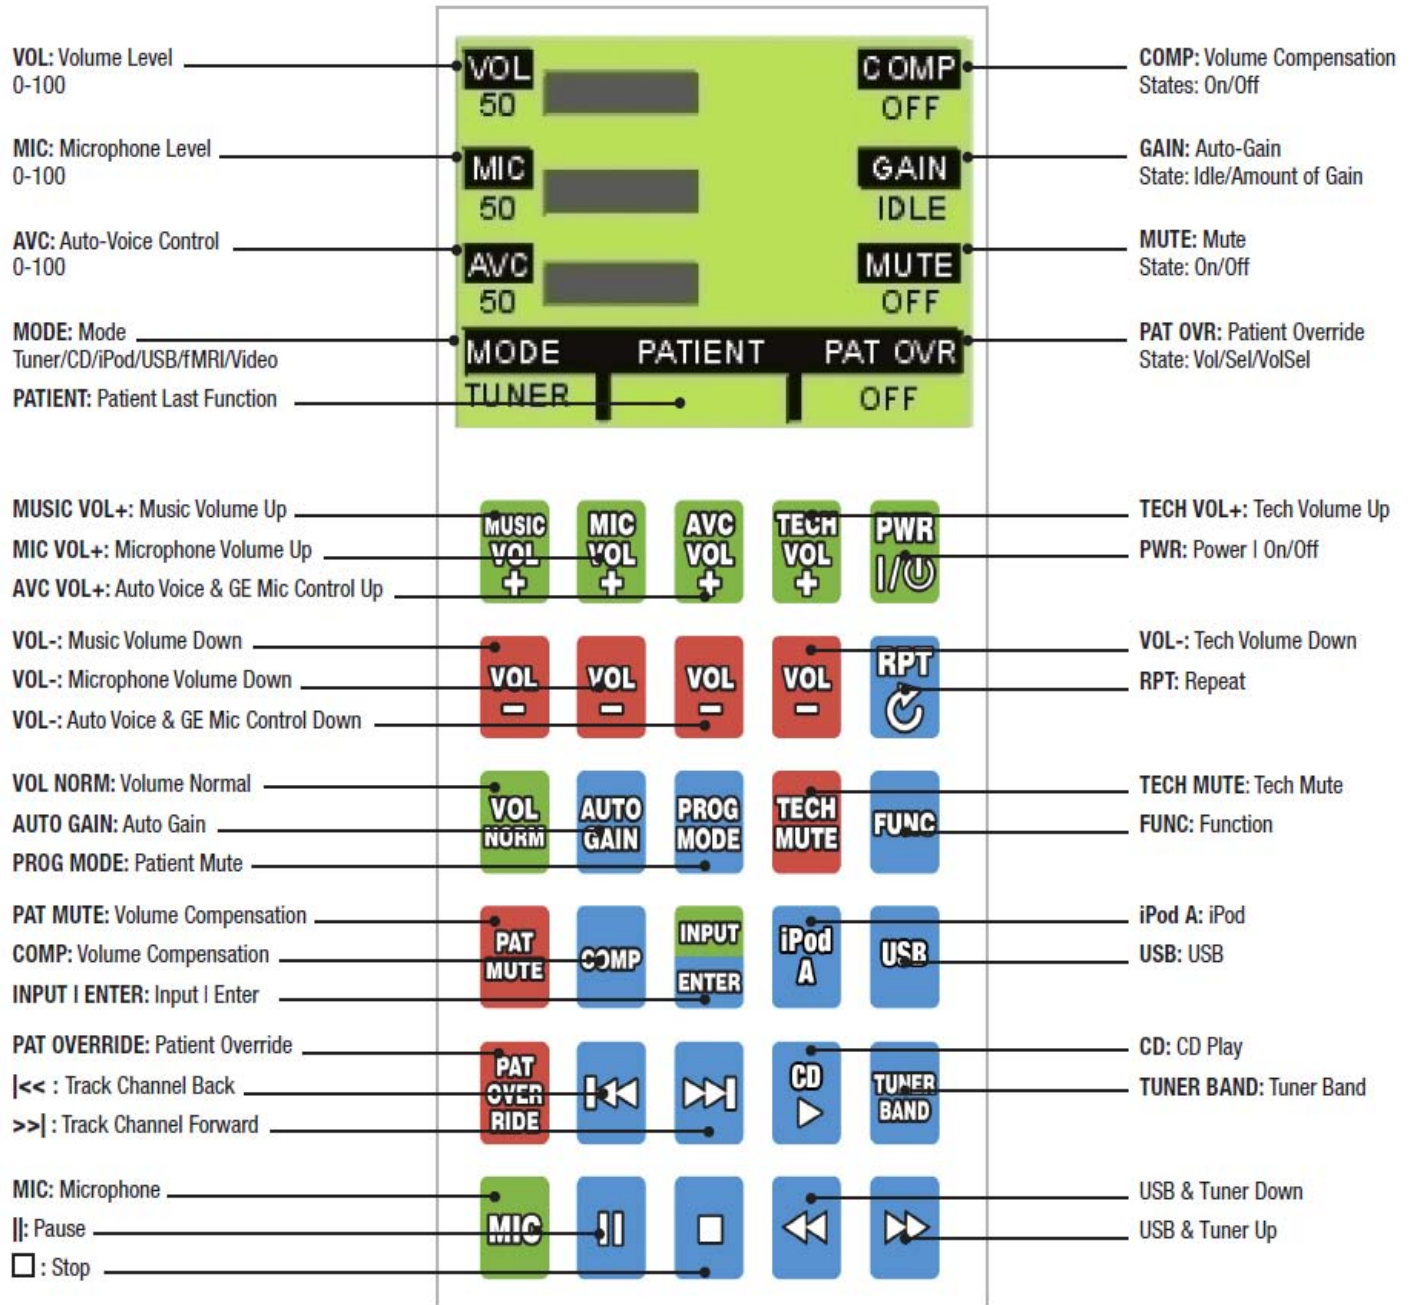 VOL: Volume Level
0-100
MIC: Microphone Level
0-100
AVC: Auto-Voice Control
0-100
MODE: Mode
Tuner/CD/iPod/USB/fMRI/Video
PATIENT: Patient Last Function
VOL
50
MIC
50
AVC
50
COMP
OFF
GAIN
IDLE
MUTE
OFF
MODE PATIENT PAT OVR
TUNER OFF
COMP: Volume Compensation
States: On/Off
GAIN: Auto-Gain
State: Idle/Amount of Gain
MUTE: Mute
State: On/Off
PAT OVR: Patient Override
State: Vol/Sel/VolSel
MUSIC VOL+: Music Volume Up
MIC VOL+: Microphone Volume Up
AVC VOL+: Auto Voice & GE Mic Control Up
MUSIC
VOL
+
MIC
VOL
+
AVC
VOL
+
TECH
VOL
+
PWR
I/⏻
TECH VOL+: Tech Volume Up
PWR: Power | On/Off
VOL-: Music Volume Down
VOL-: Microphone Volume Down
VOL-: Auto Voice & GE Mic Control Down
VOL
-
VOL
-
VOL
-
VOL
-
RPT
VOL-: Tech Volume Down
RPT: Repeat
VOL NORM: Volume Normal
AUTO GAIN: Auto Gain
PROG MODE: Patient Mute
VOL
NORM
AUTO
GAIN
PROG
MODE
TECH
MUTE
FUNC
TECH MUTE: Tech Mute
FUNC: Function
PAT MUTE: Volume Compensation
COMP: Volume Compensation
INPUT | ENTER: Input | Enter
PAT
MUTE
COMP
INPUT
ENTER
iPod
A
USB
iPod A: iPod
USB: USB
PAT OVERRIDE: Patient Override
|<< : Track Channel Back
>>| : Track Channel Forward
PAT
OVER
RIDE
CD
TUNER
BAND
CD: CD Play
TUNER BAND: Tuner Band
MIC: Microphone
||: Pause
□ : Stop
MIC
USB & Tuner Down
USB & Tuner Up